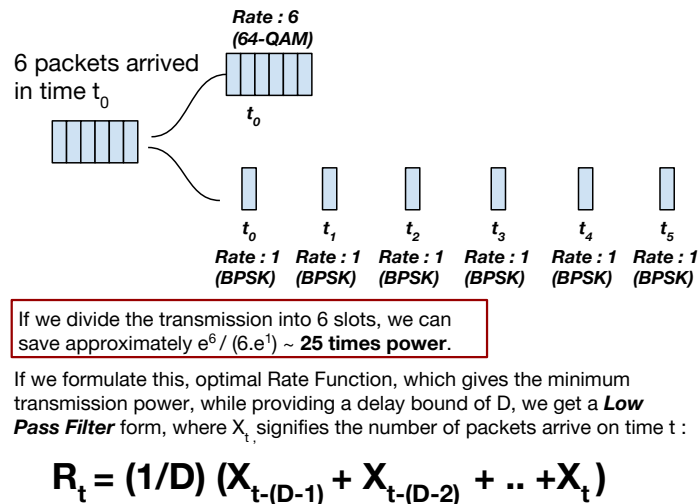 Rate : 6
(64-QAM)
6 packets arrived
in time t₀
t₀
t₀ t₁ t₂ t₃ t₄ t₅
Rate : 1 Rate : 1 Rate : 1 Rate : 1 Rate : 1 Rate : 1
(BPSK) (BPSK) (BPSK) (BPSK) (BPSK) (BPSK)
If we divide the transmission into 6 slots, we can
save approximately e⁶ / (6.e¹) ~ 25 times power.
If we formulate this, optimal Rate Function, which gives the minimum
transmission power, while providing a delay bound of D, we get a Low
Pass Filter form, where Xₜ, signifies the number of packets arrive on time t :
Rₜ = (1/D) (X_{t-(D-1)} + X_{t-(D-2)} + .. +Xₜ)